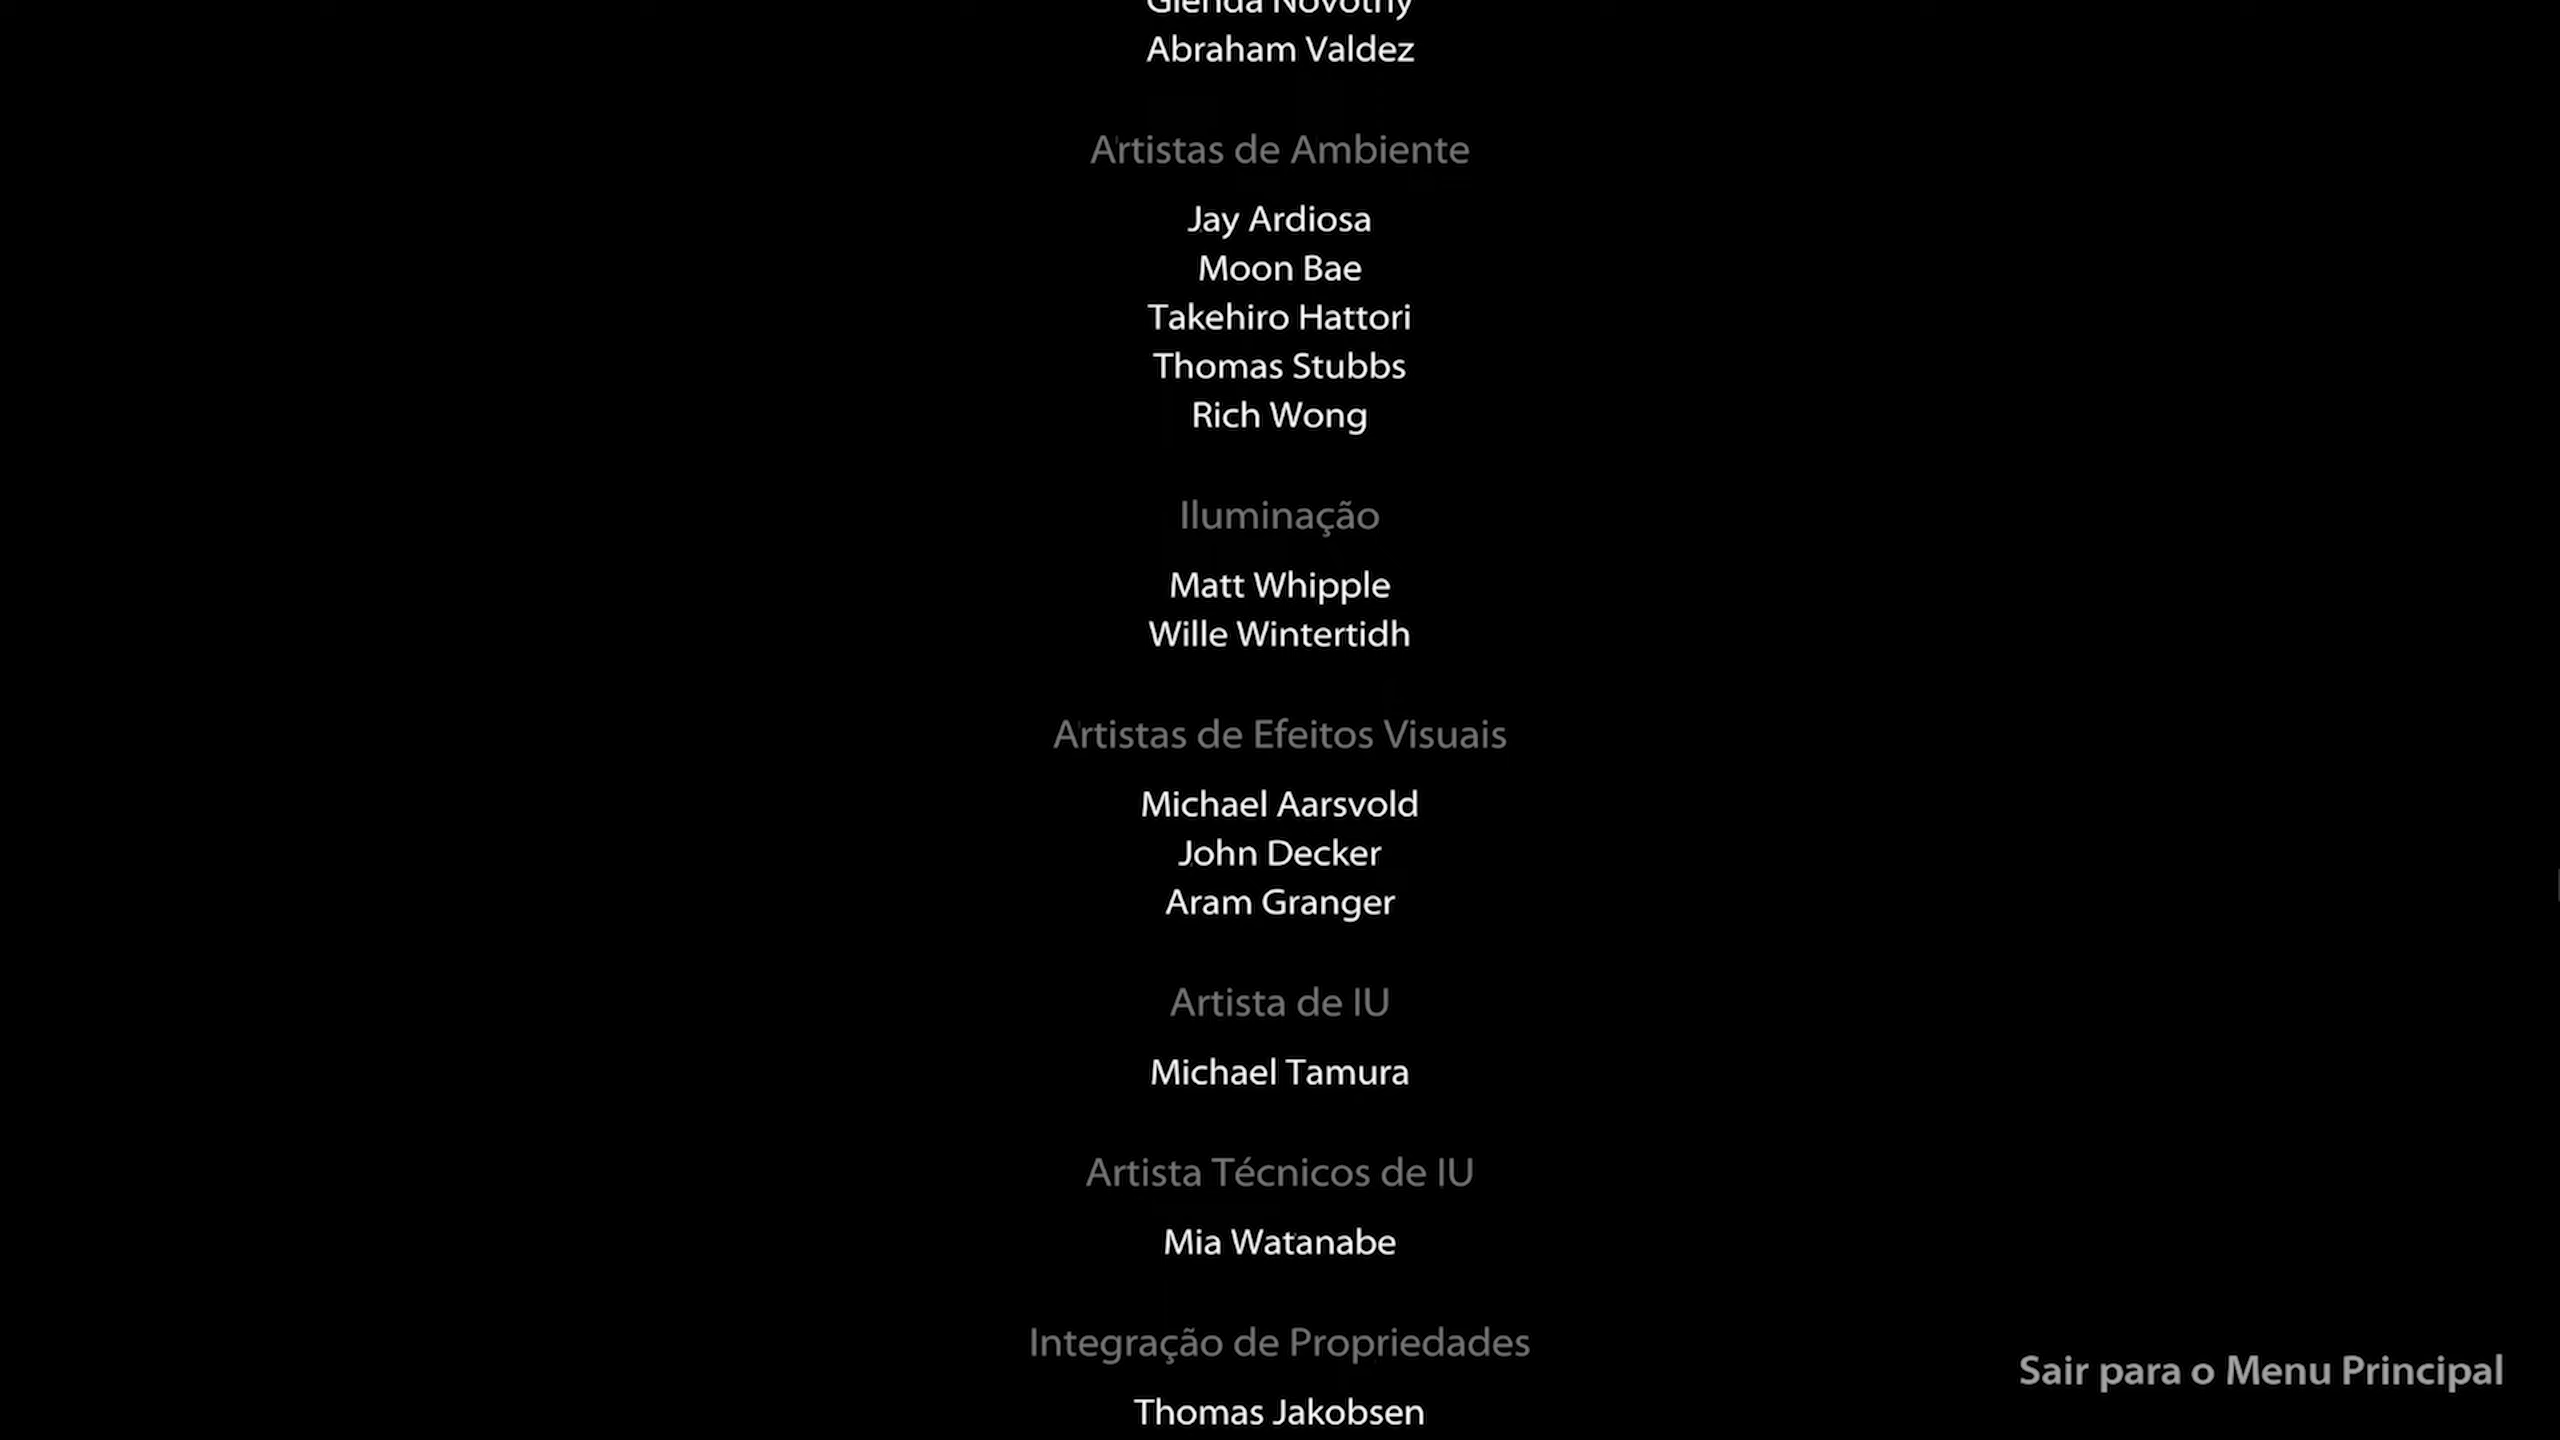 Glenda Novotny
Abraham Valdez
Artistas de Ambiente
Jay Ardiosa
Moon Bae
Takehiro Hattori
Thomas Stubbs
Rich Wong
Iluminação
Matt Whipple
Wille Wintertidh
Artistas de Efeitos Visuais
Michael Aarsvold
John Decker
Aram Granger
Artista de IU
Michael Tamura
Artista Técnicos de IU
Mia Watanabe
Integração de Propriedades
Thomas Jakobsen
Sair para o Menu Principal